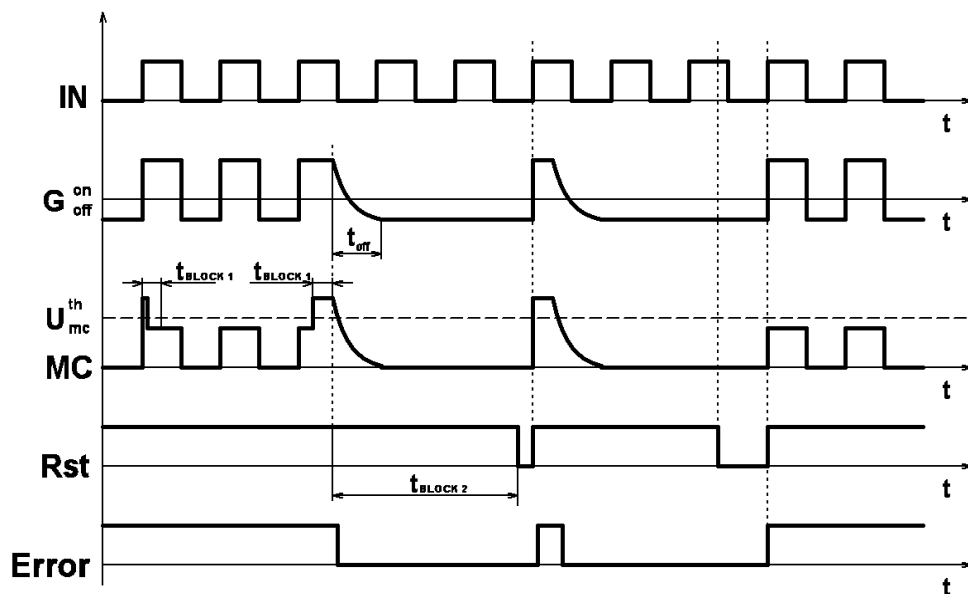 IN
t
G on off
t
t off
t BLOCK 1
t BLOCK 1
U th mc
MC
t
Rst
t
t BLOCK 2
Error
t